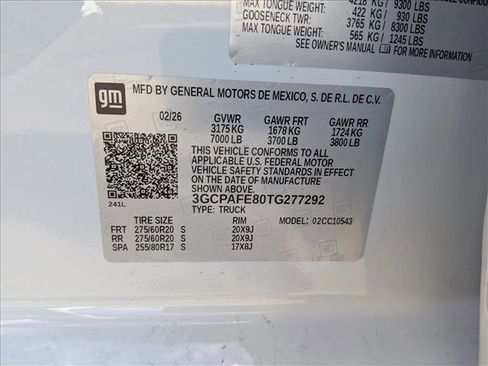 4218 KG / 9300 LBS
MAX TONGUE WEIGHT: 422 KG / 930 LBS
GOOSENECK TWR: 3765 KG / 8300 LBS
MAX TONGUE WEIGHT: 565 KG / 1245 LBS
SEE OWNER'S MANUAL FOR MORE INFORMATION
gm
MFD BY GENERAL MOTORS DE MEXICO, S. DE R.L. DE C.V.
02/26 GVWR GAWR FRT GAWR RR
3175 KG 1678 KG 1724 KG
7000 LB 3700 LB 3800 LB
THIS VEHICLE CONFORMS TO ALL
APPLICABLE U.S. FEDERAL MOTOR
VEHICLE SAFETY STANDARDS IN EFFECT
ON THE DATE OF MANUFACTURE SHOWN ABOVE.
3GCPAFE80TG277292
241L TYPE: TRUCK
MODEL: 02CC10543
TIRE SIZE RIM
FRT 275/60R20 S 20X9J
RR 275/60R20 S 20X9J
SPA 255/80R17 S 17X8J